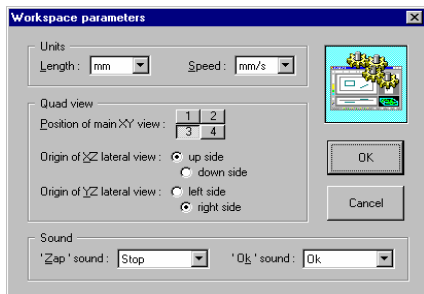 Workspace parameters
Units
Length : mm Speed : mm/s
Quad view
Position of main XY view : 1 2
3 4
Origin of XZ lateral view : up side
down side
Origin of YZ lateral view : left side
right side
OK
Cancel
Sound
'Zap' sound : Stop 'Ok' sound : Ok